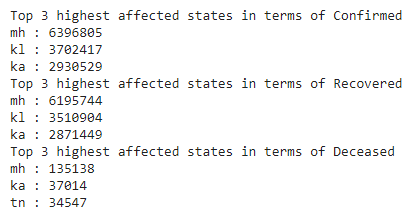 Top 3 highest affected states in terms of Confirmed
mh : 6396805
kl : 3702417
ka : 2930529
Top 3 highest affected states in terms of Recovered
mh : 6195744
kl : 3510904
ka : 2871449
Top 3 highest affected states in terms of Deceased
mh : 135138
ka : 37014
tn : 34547